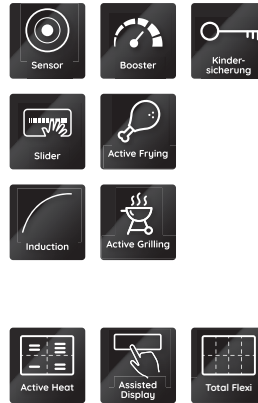 Sensor
Booster
Kinder-
sicherung
Slider
Active Frying
Induction
Active Grilling
Active Heat
Assisted
Display
Total Flexi